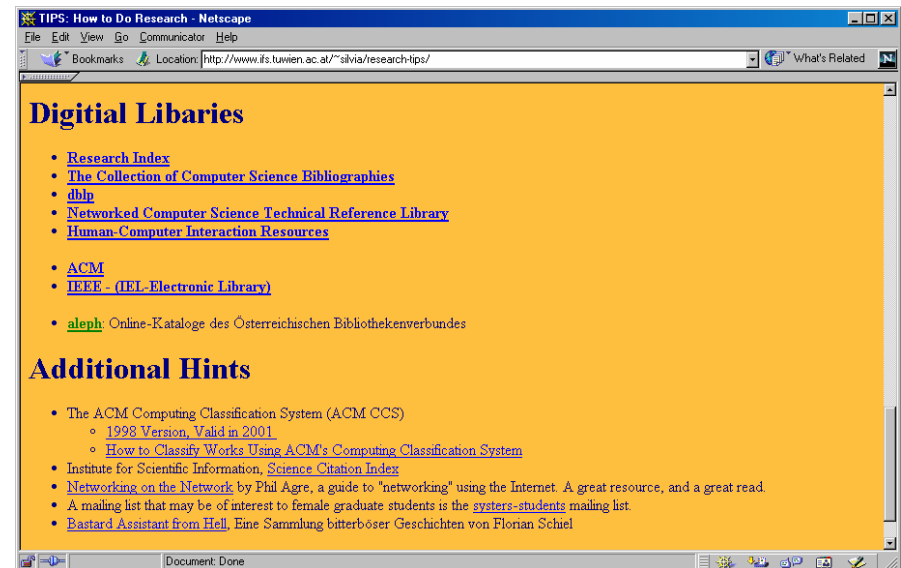 TIPS: How to Do Research - Netscape
File Edit View Go Communicator Help
Bookmarks Location: http://www.ifs.tuwien.ac.at/~silvia/research-tips/ What's Related N
Digitial Libaries
Research Index
The Collection of Computer Science Bibliographies
dblp
Networked Computer Science Technical Reference Library
Human-Computer Interaction Resources
ACM
IEEE - (IEL-Electronic Library)
aleph: Online-Kataloge des Österreichischen Bibliothekenverbundes
Additional Hints
The ACM Computing Classification System (ACM CCS)
1998 Version, Valid in 2001
How to Classify Works Using ACM's Computing Classification System
Institute for Scientific Information, Science Citation Index
Networking on the Network by Phil Agre, a guide to "networking" using the Internet. A great resource, and a great read.
A mailing list that may be of interest to female graduate students is the systers-students mailing list.
Bastard Assistant from Hell, Eine Sammlung bitterböser Geschichten von Florian Schiel
Document: Done